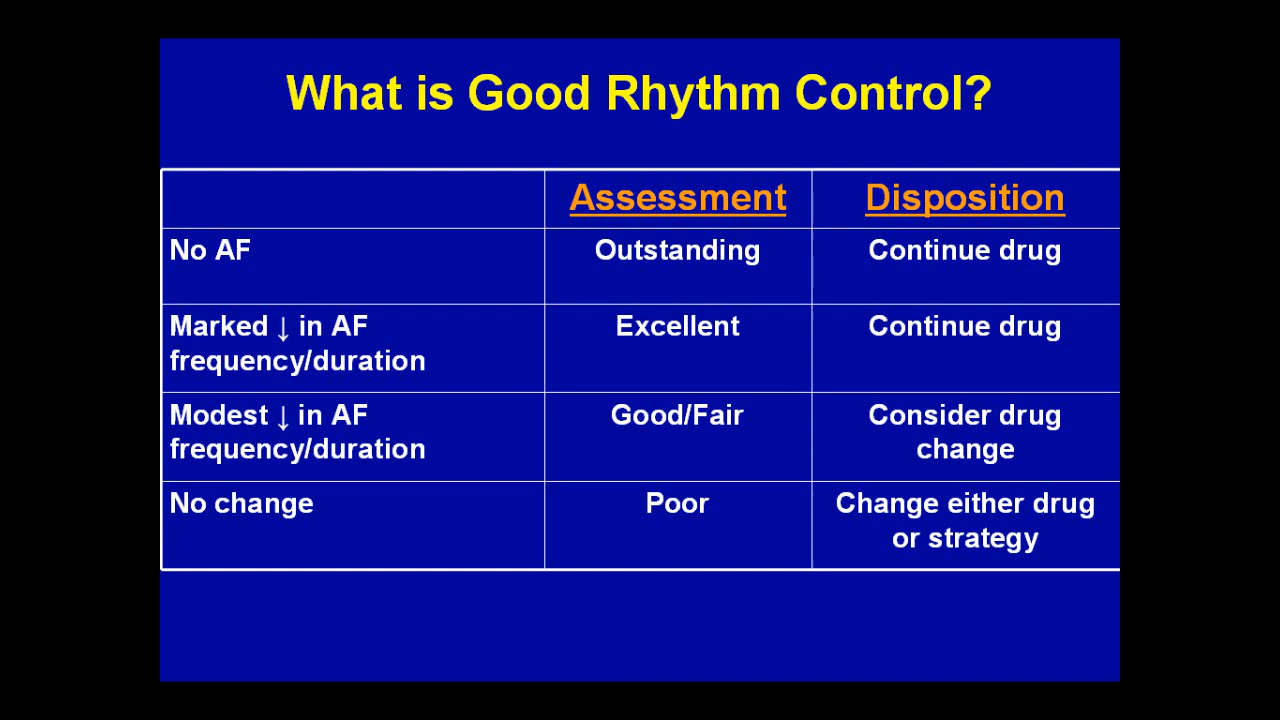 What is Good Rhythm Control?
Assessment Disposition
No AF Outstanding Continue drug
Marked ↓ in AF Excellent Continue drug
frequency/duration
Modest ↓ in AF Good/Fair Consider drug
frequency/duration change
No change Poor Change either drug
or strategy